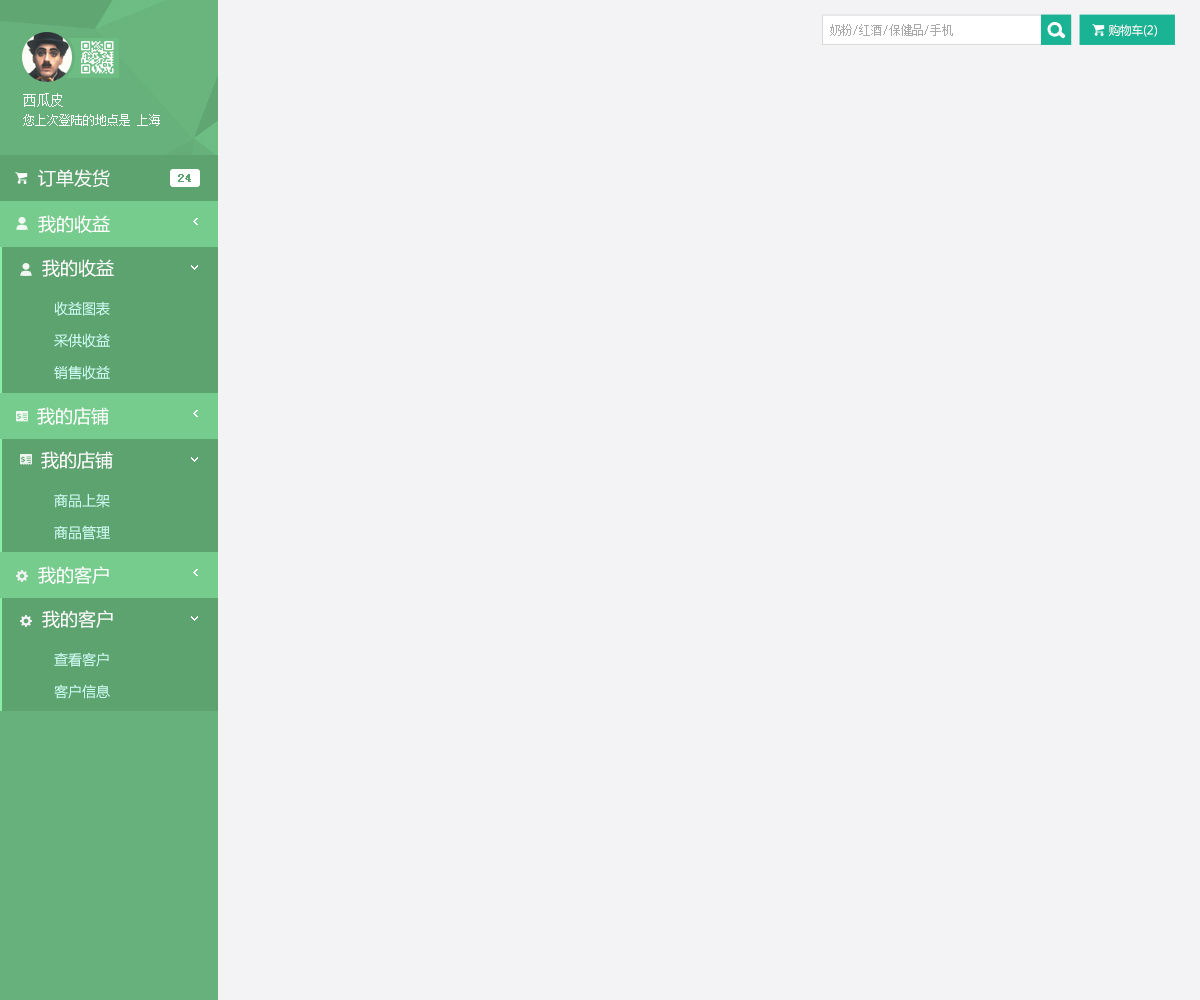 奶粉/红酒/保健品/手机
购物车(2)
西瓜皮
您上次登陆的地点是 上海
订单发货 24
我的收益
我的收益
收益图表
采供收益
销售收益
我的店铺
我的店铺
商品上架
商品管理
我的客户
我的客户
查看客户
客户信息